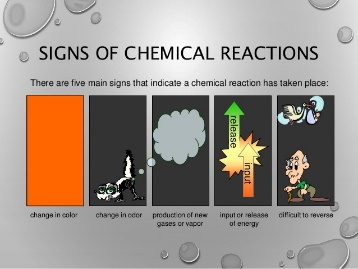 SIGNS OF CHEMICAL REACTIONS
There are five main signs that indicate a chemical reaction has taken place:
release
input
change in color
change in odor
production of new
gases or vapor
input or release
of energy
difficult to reverse